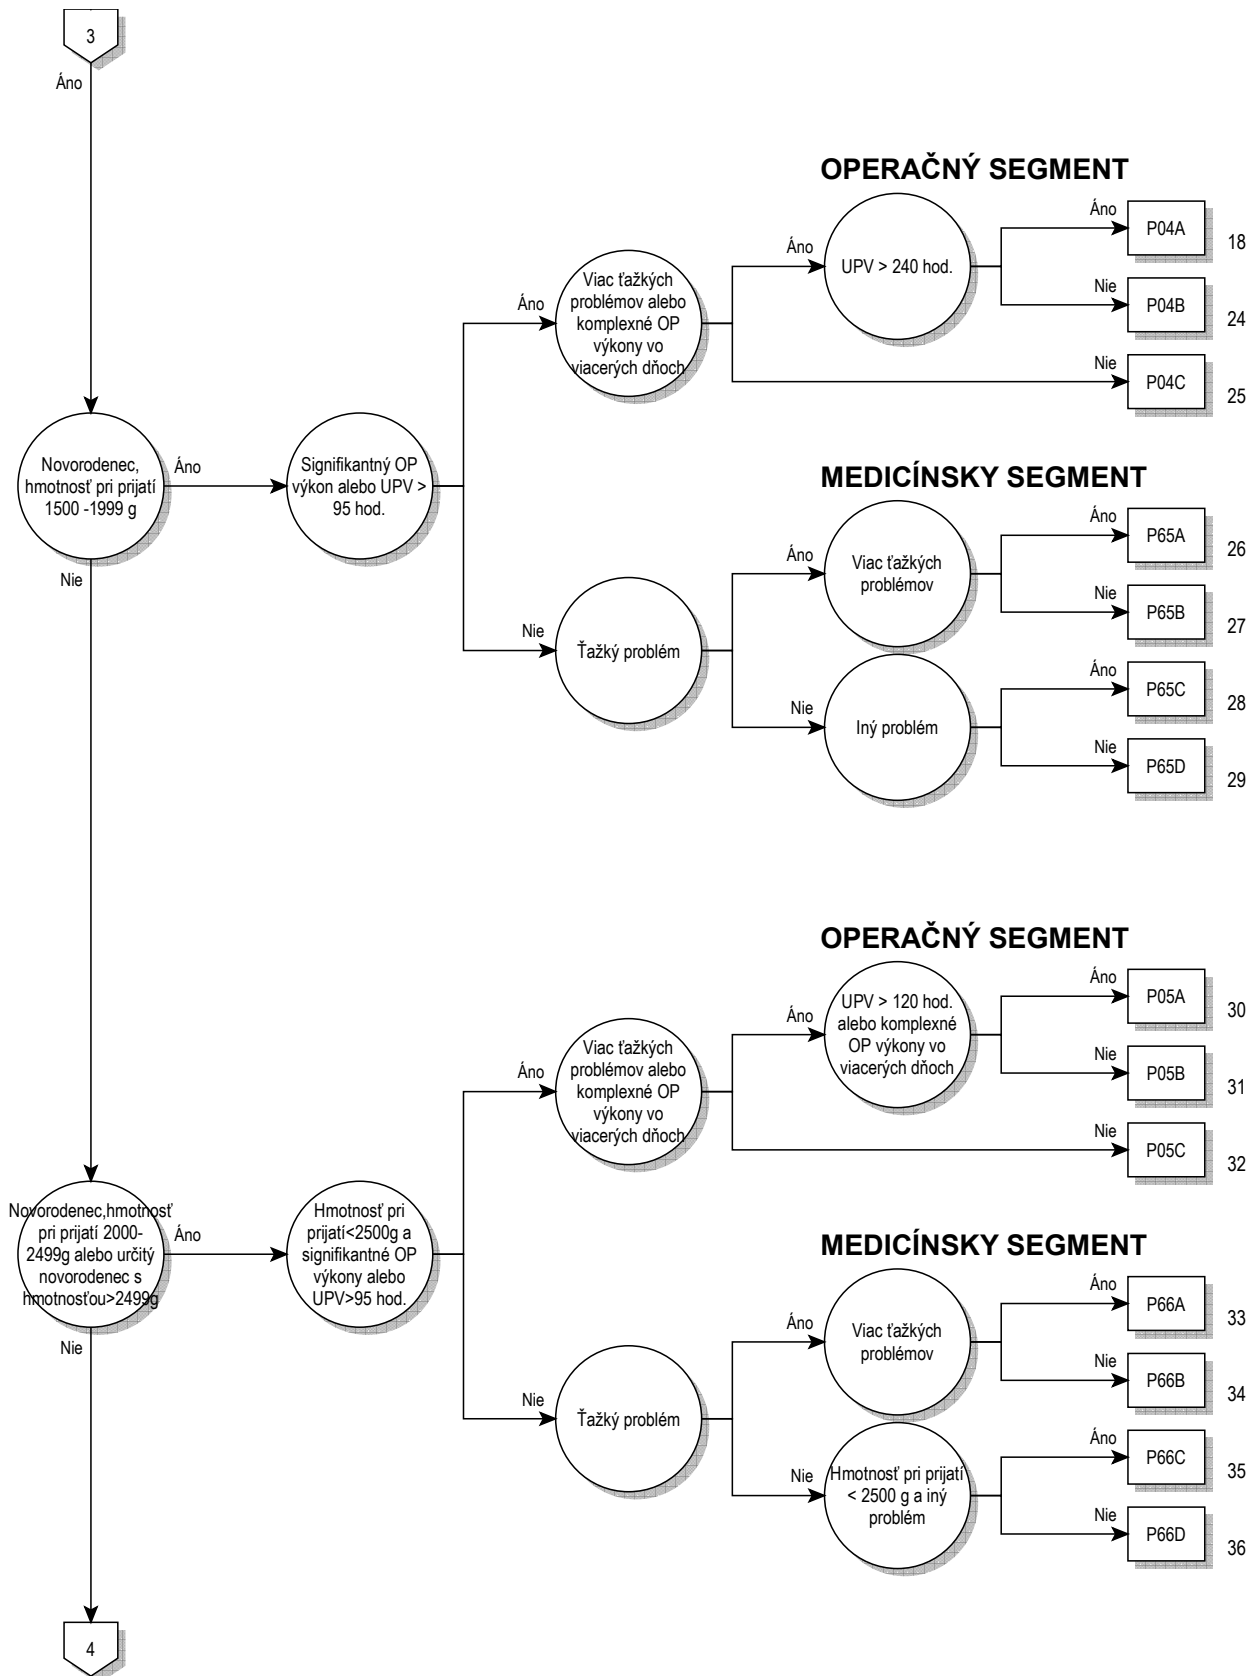 3
Áno
OPERAČNÝ SEGMENT
Áno
P04A
18
Áno
UPV > 240 hod.
Viac ťažkých
problémov alebo
komplexné OP
výkony vo
viacerých dňoch
Áno
Nie
P04B
24
Nie
P04C
25
Novorodenec,
hmotnosť pri prijatí
1500 -1999 g
Áno
Signifikantný OP
výkon alebo UPV >
95 hod.
MEDICÍNSKY SEGMENT
Áno
P65A
26
Áno
Viac ťažkých
problémov
Nie
Nie
P65B
27
Nie
Ťažký problém
Áno
P65C
28
Nie
Iný problém
Nie
P65D
29
OPERAČNÝ SEGMENT
Áno
P05A
30
Áno
UPV > 120 hod.
alebo komplexné
OP výkony vo
viacerých dňoch
Áno
Viac ťažkých
problémov alebo
komplexné OP
výkony vo
viacerých dňoch
Nie
P05B
31
Nie
P05C
32
Novorodenec,hmotnosť
pri prijatí 2000-
2499g alebo určitý
novorodenec s
hmotnosťou>2499g
Áno
Hmotnosť pri
prijatí<2500g a
signifikantné OP
výkony alebo
UPV>95 hod.
MEDICÍNSKY SEGMENT
Áno
P66A
33
Áno
Viac ťažkých
problémov
Nie
Nie
P66B
34
Nie
Ťažký problém
Áno
P66C
35
Nie
Hmotnosť pri prijatí
< 2500 g a iný
problém
Nie
P66D
36
4